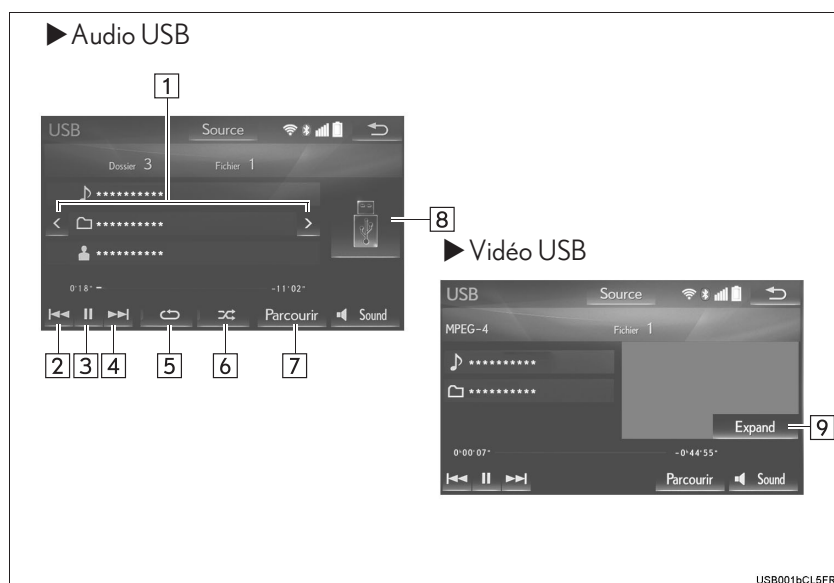 ▶ Audio USB
1
USB Source
Dossier 3 Fichier 1
♪ **********
< **********  >
**********
0'18" -11'02"
Parcourir Sound
2 3 4 5 6 7
8
▶ Vidéo USB
USB Source
MPEG-4 Fichier 1
♪ **********
**********
Expand
9
0°00'07" -0°44'55"
Parcourir Sound
USB001bCL5FR